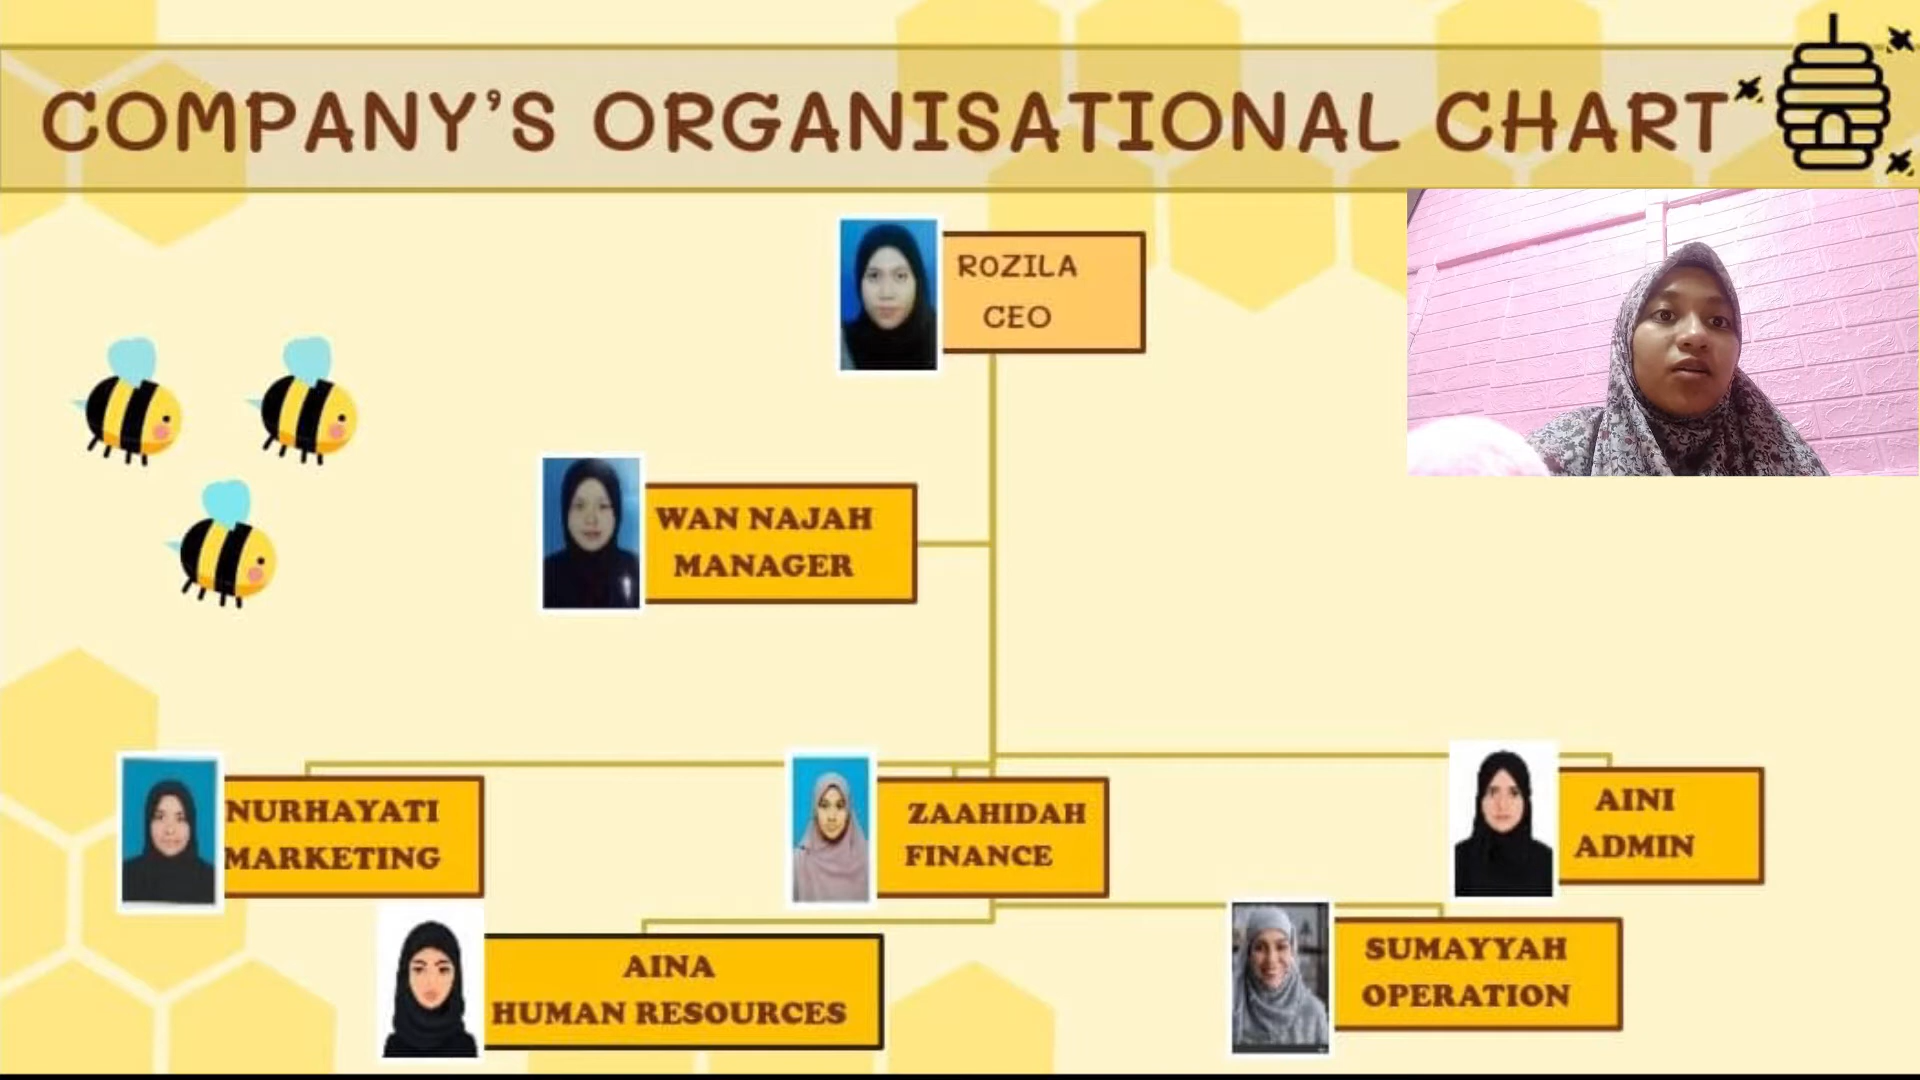 COMPANY'S ORGANISATIONAL CHART
ROZILA
CEO
WAN NAJAH
MANAGER
NURHAYATI
MARKETING
ZAAHIDAH
FINANCE
AINI
ADMIN
AINA
HUMAN RESOURCES
SUMAYYAH
OPERATION